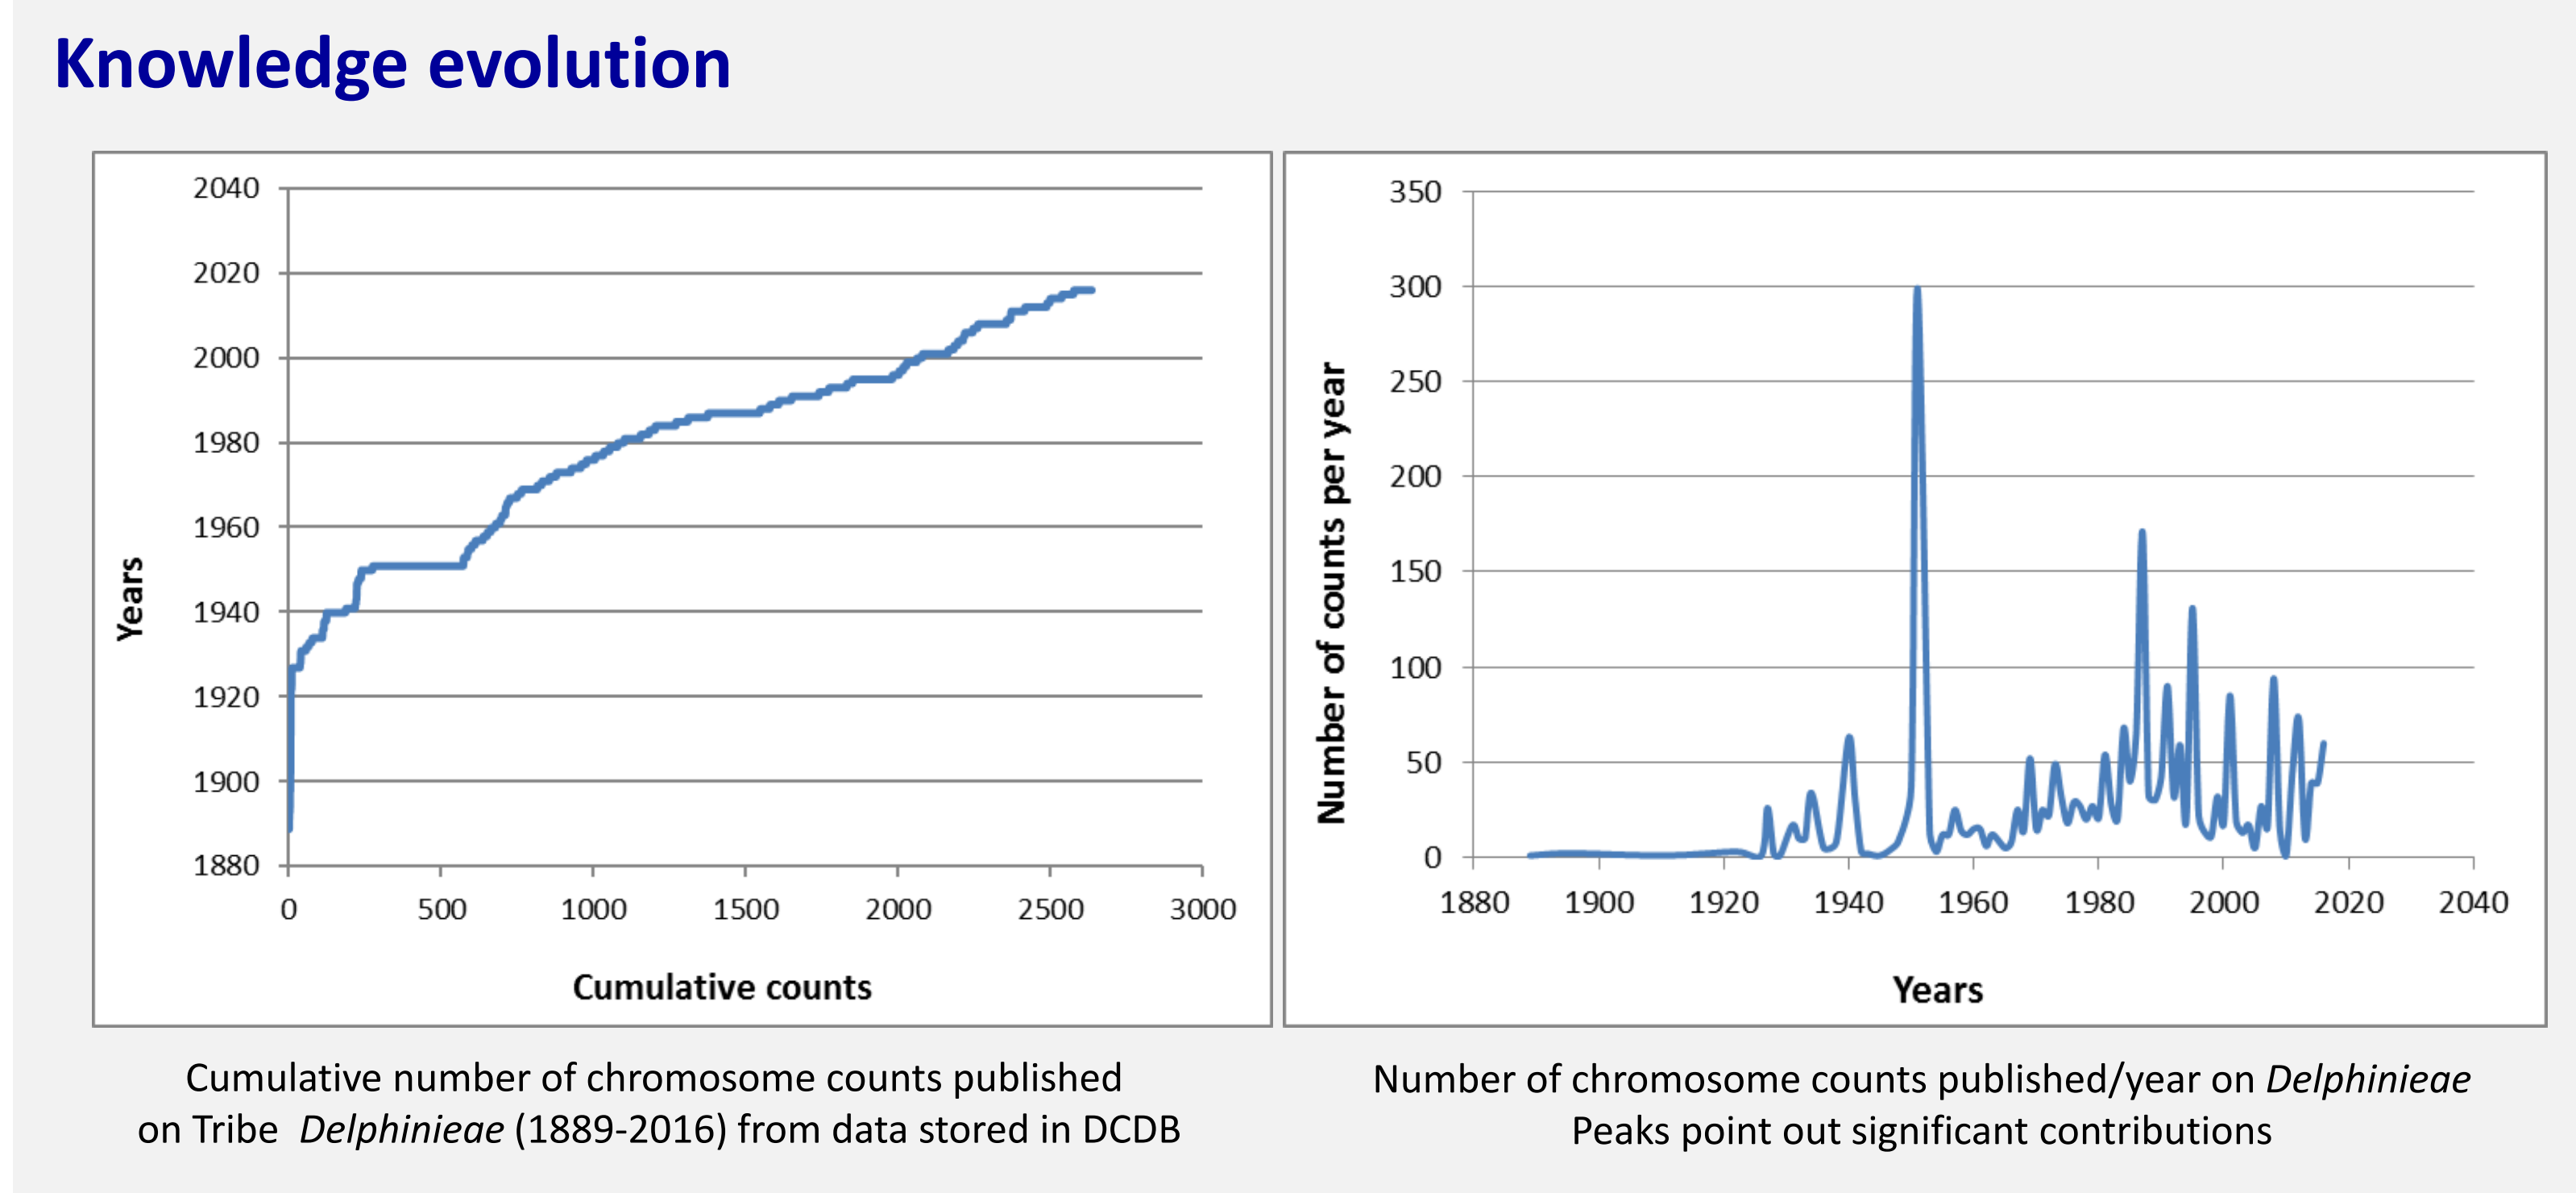 Knowledge evolution
2040
2020
2000
1980
1960
1940
1920
1900
1880
Years
0 500 1000 1500 2000 2500 3000
Cumulative counts
350
300
250
200
150
100
50
0
Number of counts per year
1880 1900 1920 1940 1960 1980 2000 2020 2040
Years
Cumulative number of chromosome counts published
on Tribe Delphinieae (1889-2016) from data stored in DCDB
Number of chromosome counts published/year on Delphinieae
Peaks point out significant contributions